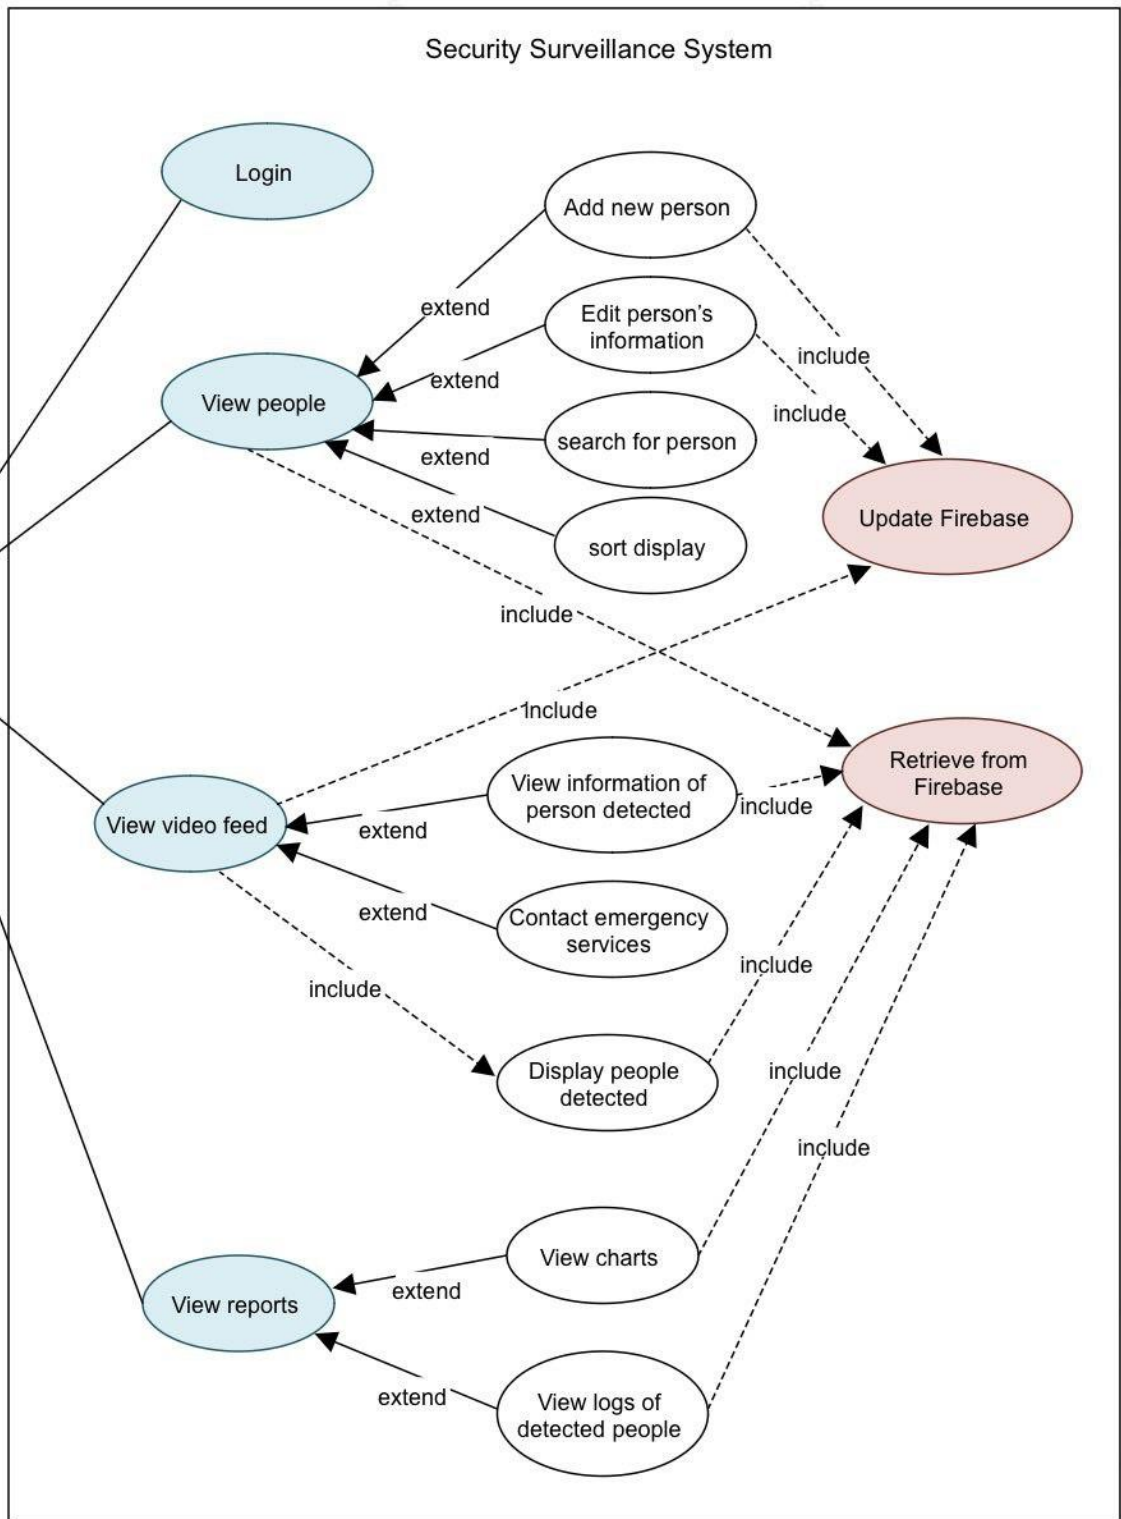 Security Surveillance System
Login
Add new person
extend
Edit person's
information
include
extend
View people
include
search for person
extend
extend
sort display
Update Firebase
include
Include
Retrieve from
Firebase
View information of
person detected
include
View video feed
extend
extend
Contact emergency
services
include
include
Display people
detected
include
include
View charts
extend
View reports
extend
View logs of
detected people